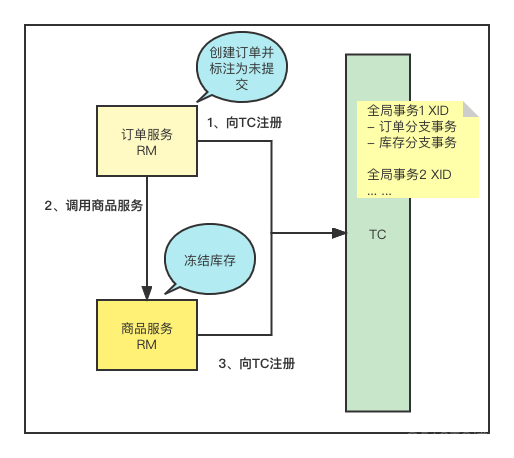 创建订单并
标注为未提
交
1、向TC注册
订单服务
RM
全局事务1 XID
- 订单分支事务
- 库存分支事务
全局事务2 XID
... ...
2、调用商品服务
TC
冻结库存
商品服务
RM
3、向TC注册